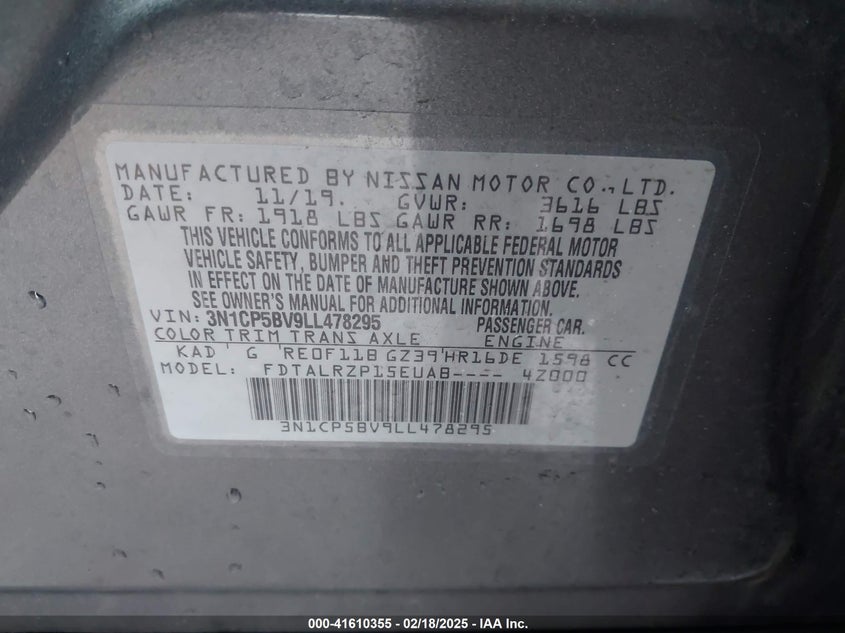 MANUFACTURED BY NISSAN MOTOR CO., LTD.
DATE: 11/19. GVWR: 3616 LBS
GAWR FR: 1918 LBS GAWR RR: 1698 LBS
THIS VEHICLE CONFORMS TO ALL APPLICABLE FEDERAL MOTOR
VEHICLE SAFETY, BUMPER AND THEFT PREVENTION STANDARDS
IN EFFECT ON THE DATE OF MANUFACTURE SHOWN ABOVE.
SEE OWNER'S MANUAL FOR ADDITIONAL INFORMATION.
VIN: 3N1CP5BV9LL478295 PASSENGER CAR.
COLOR TRIM TRANS AXLE ENGINE
KAD ' G 'RE0F11B GZ39'HR16DE 1598 CC
MODEL: FDTALRZP15EUAB---- 4Z000
3N1CP5BV9LL478295
000-41610355 — 02/18/2025 — IAA Inc.